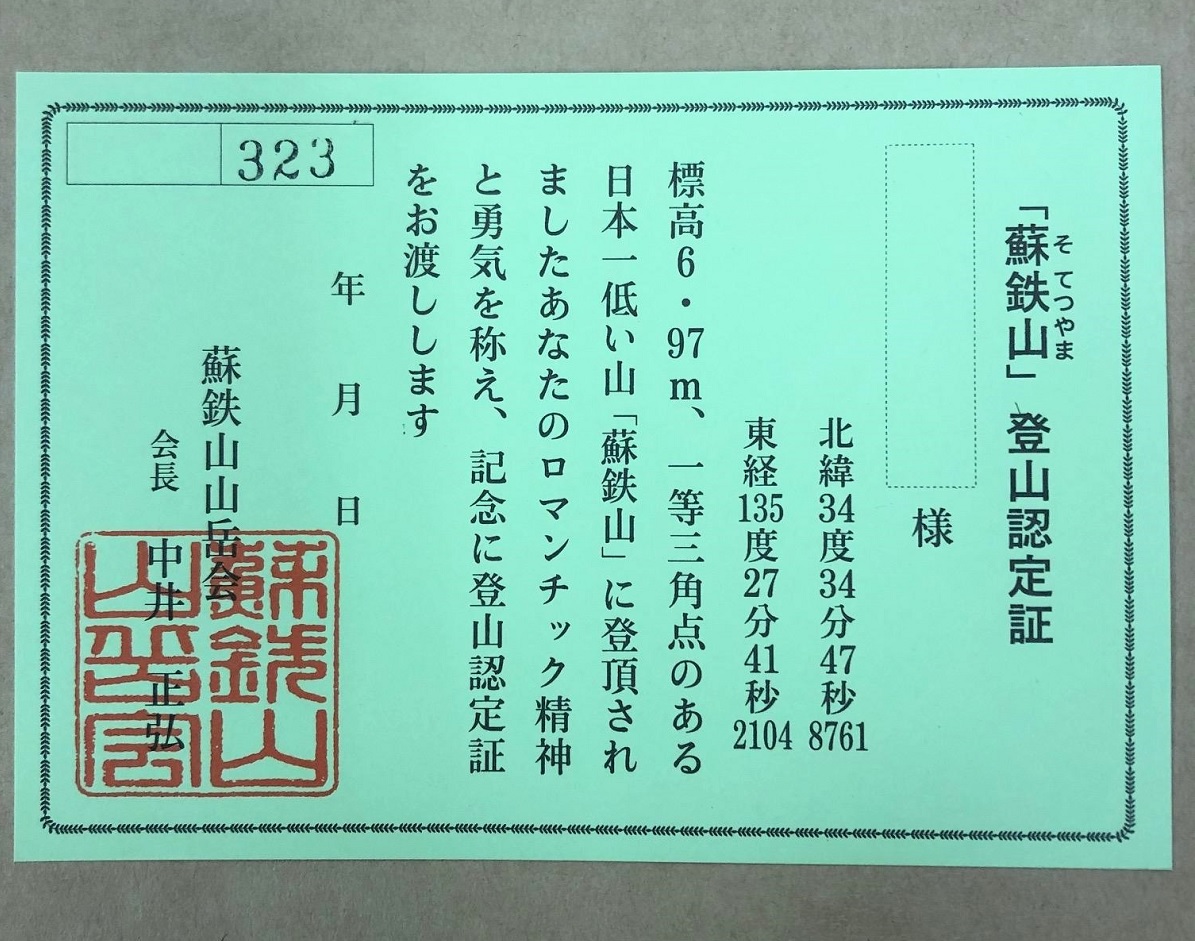 「蘇鉄山」登山認定証
そてつやま
様
北緯34度34分47秒8761
東経135度27分41秒2104
標高6・97m、一等三角点のある
日本一低い山「蘇鉄山」に登頂され
ましたあなたのロマンチック精神
と勇気を称え、記念に登山認定証
をお渡しします
年 月 日
蘇鉄山山岳会
会長 中井 正弘
323
蘇鉄山